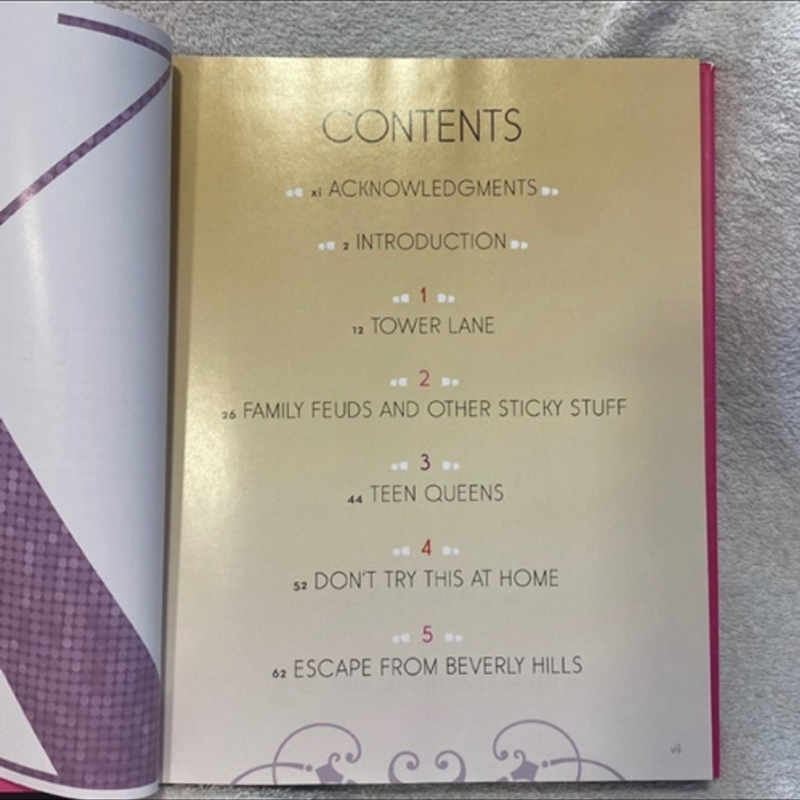 CONTENTS
xi ACKNOWLEDGMENTS
2 INTRODUCTION
1
12 TOWER LANE
2
26 FAMILY FEUDS AND OTHER STICKY STUFF
3
44 TEEN QUEENS
4
52 DON'T TRY THIS AT HOME
5
62 ESCAPE FROM BEVERLY HILLS
vii